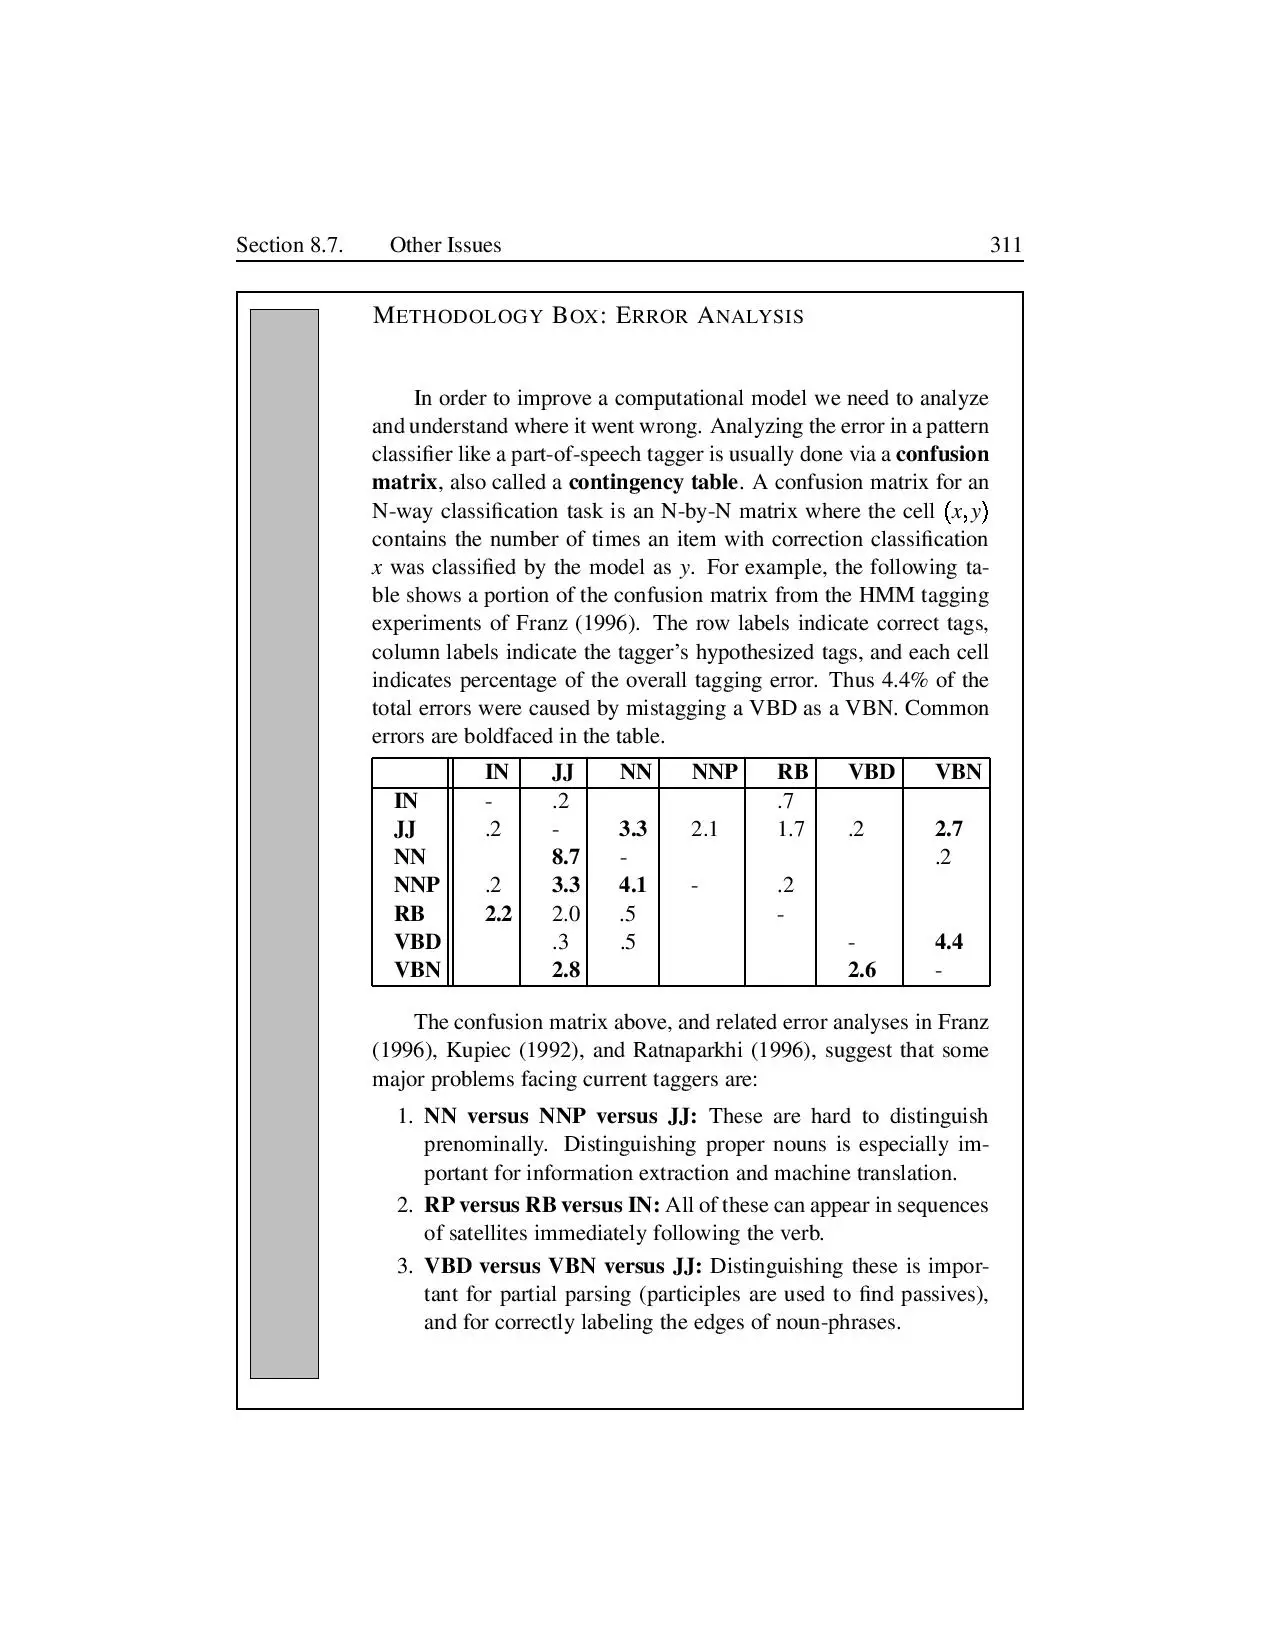 Section 8.7. Other Issues 311
METHODOLOGY BOX: ERROR ANALYSIS
In order to improve a computational model we need to analyze
and understand where it went wrong. Analyzing the error in a pattern
classifier like a part-of-speech tagger is usually done via a confusion
matrix, also called a contingency table. A confusion matrix for an
N-way classification task is an N-by-N matrix where the cell (x,y)
contains the number of times an item with correction classification
x was classified by the model as y. For example, the following ta-
ble shows a portion of the confusion matrix from the HMM tagging
experiments of Franz (1996). The row labels indicate correct tags,
column labels indicate the tagger's hypothesized tags, and each cell
indicates percentage of the overall tagging error. Thus 4.4% of the
total errors were caused by mistagging a VBD as a VBN. Common
errors are boldfaced in the table.
IN JJ NN NNP RB VBD VBN
IN - .2 .7
JJ .2 - 3.3 2.1 1.7 .2 2.7
NN 8.7 - .2
NNP .2 3.3 4.1 - .2
RB 2.2 2.0 .5 -
VBD .3 .5 - 4.4
VBN 2.8 2.6 -
The confusion matrix above, and related error analyses in Franz
(1996), Kupiec (1992), and Ratnaparkhi (1996), suggest that some
major problems facing current taggers are:
1. NN versus NNP versus JJ: These are hard to distinguish
prenominally. Distinguishing proper nouns is especially im-
portant for information extraction and machine translation.
2. RP versus RB versus IN: All of these can appear in sequences
of satellites immediately following the verb.
3. VBD versus VBN versus JJ: Distinguishing these is impor-
tant for partial parsing (participles are used to find passives),
and for correctly labeling the edges of noun-phrases.